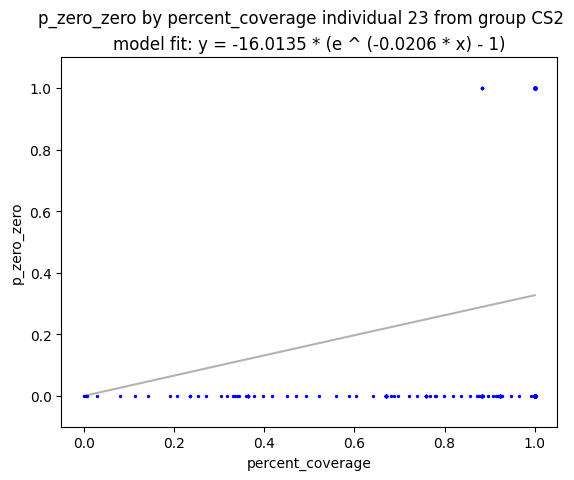 p_zero_zero by percent_coverage individual 23 from group CS2
model fit: y = -16.0135 * (e ^ (-0.0206 * x) - 1)
1.0
0.8
0.6
0.4
0.2
0.0
p_zero_zero
0.0 0.2 0.4 0.6 0.8 1.0
percent_coverage